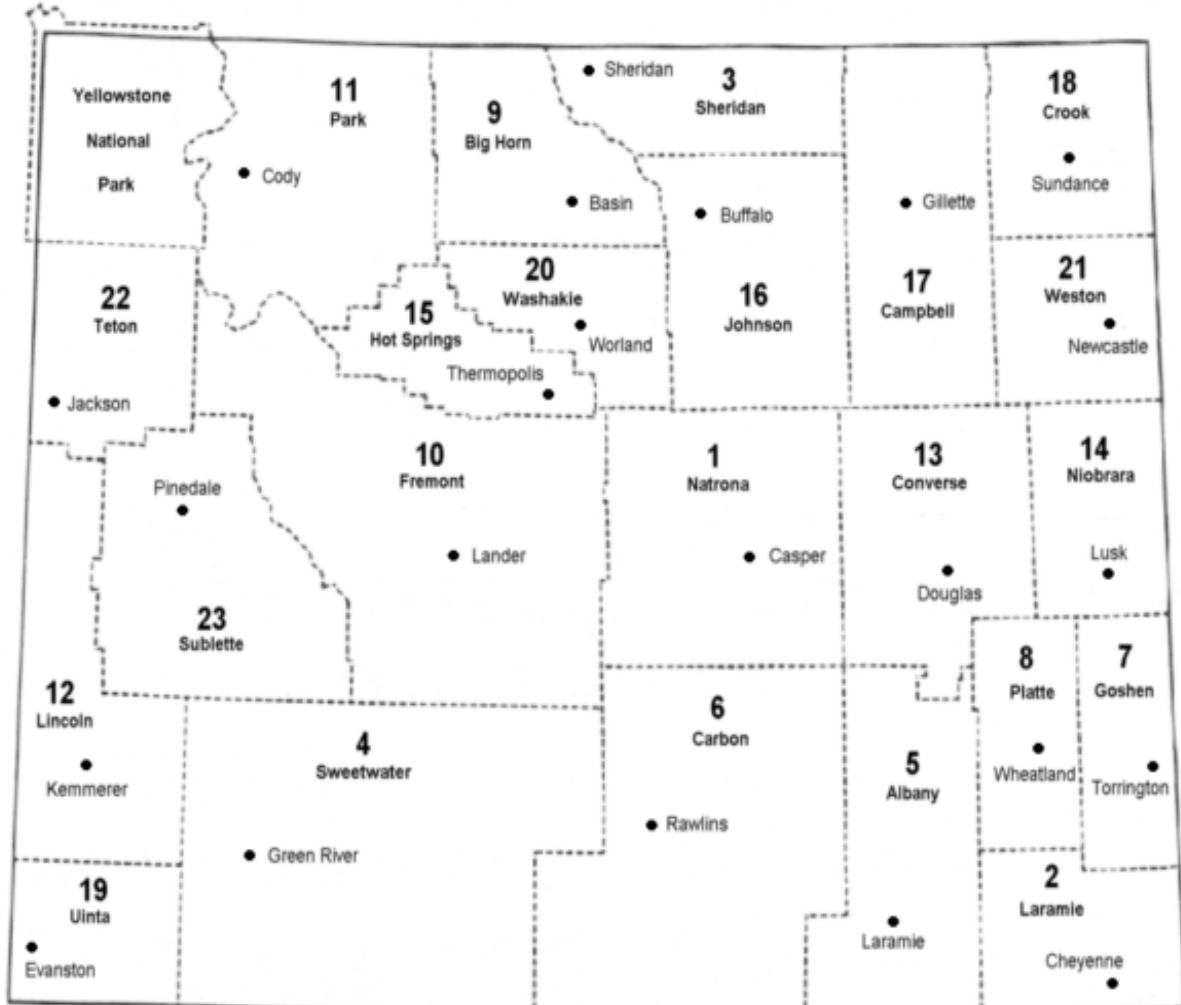 Yellowstone
National
Park
11
Park
Cody
9
Big Horn
Basin
Sheridan
3
Sheridan
18
Crook
Sundance
Buffalo
Gillette
22
Teton
Jackson
15
Hot Springs
Thermopolis
20
Washakie
Worland
16
Johnson
17
Campbell
21
Weston
Newcastle
Pinedale
23
Sublette
10
Fremont
Lander
1
Natrona
Casper
13
Converse
Douglas
14
Niobrara
Lusk
12
Lincoln
Kemmerer
4
Sweetwater
Green River
6
Carbon
Rawlins
5
Albany
Laramie
8
Platte
Wheatland
7
Goshen
Torrington
19
Uinta
Evanston
2
Laramie
Cheyenne